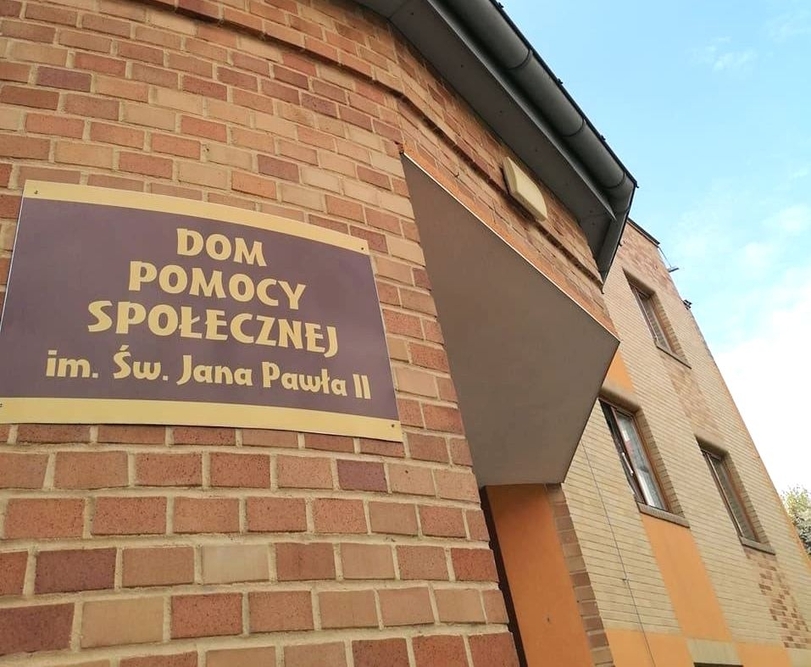 DOM
POMOCY
SPOŁECZNEJ
im. Św. Jana Pawła II